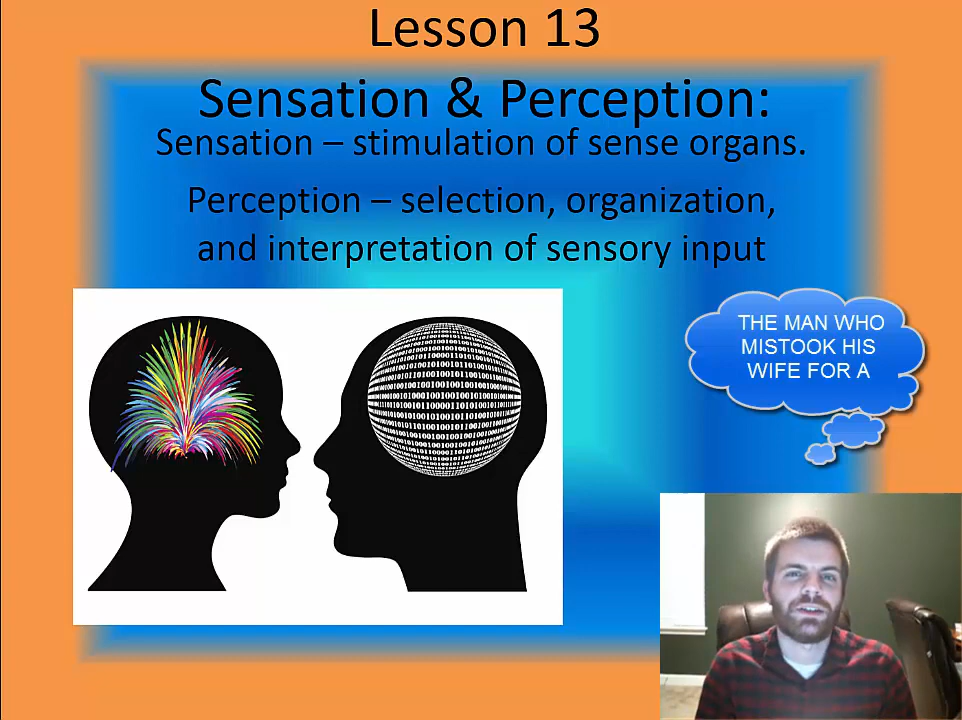 Lesson 13
Sensation & Perception:
Sensation – stimulation of sense organs.
Perception – selection, organization,
and interpretation of sensory input
THE MAN WHO
MISTOOK HIS
WIFE FOR A